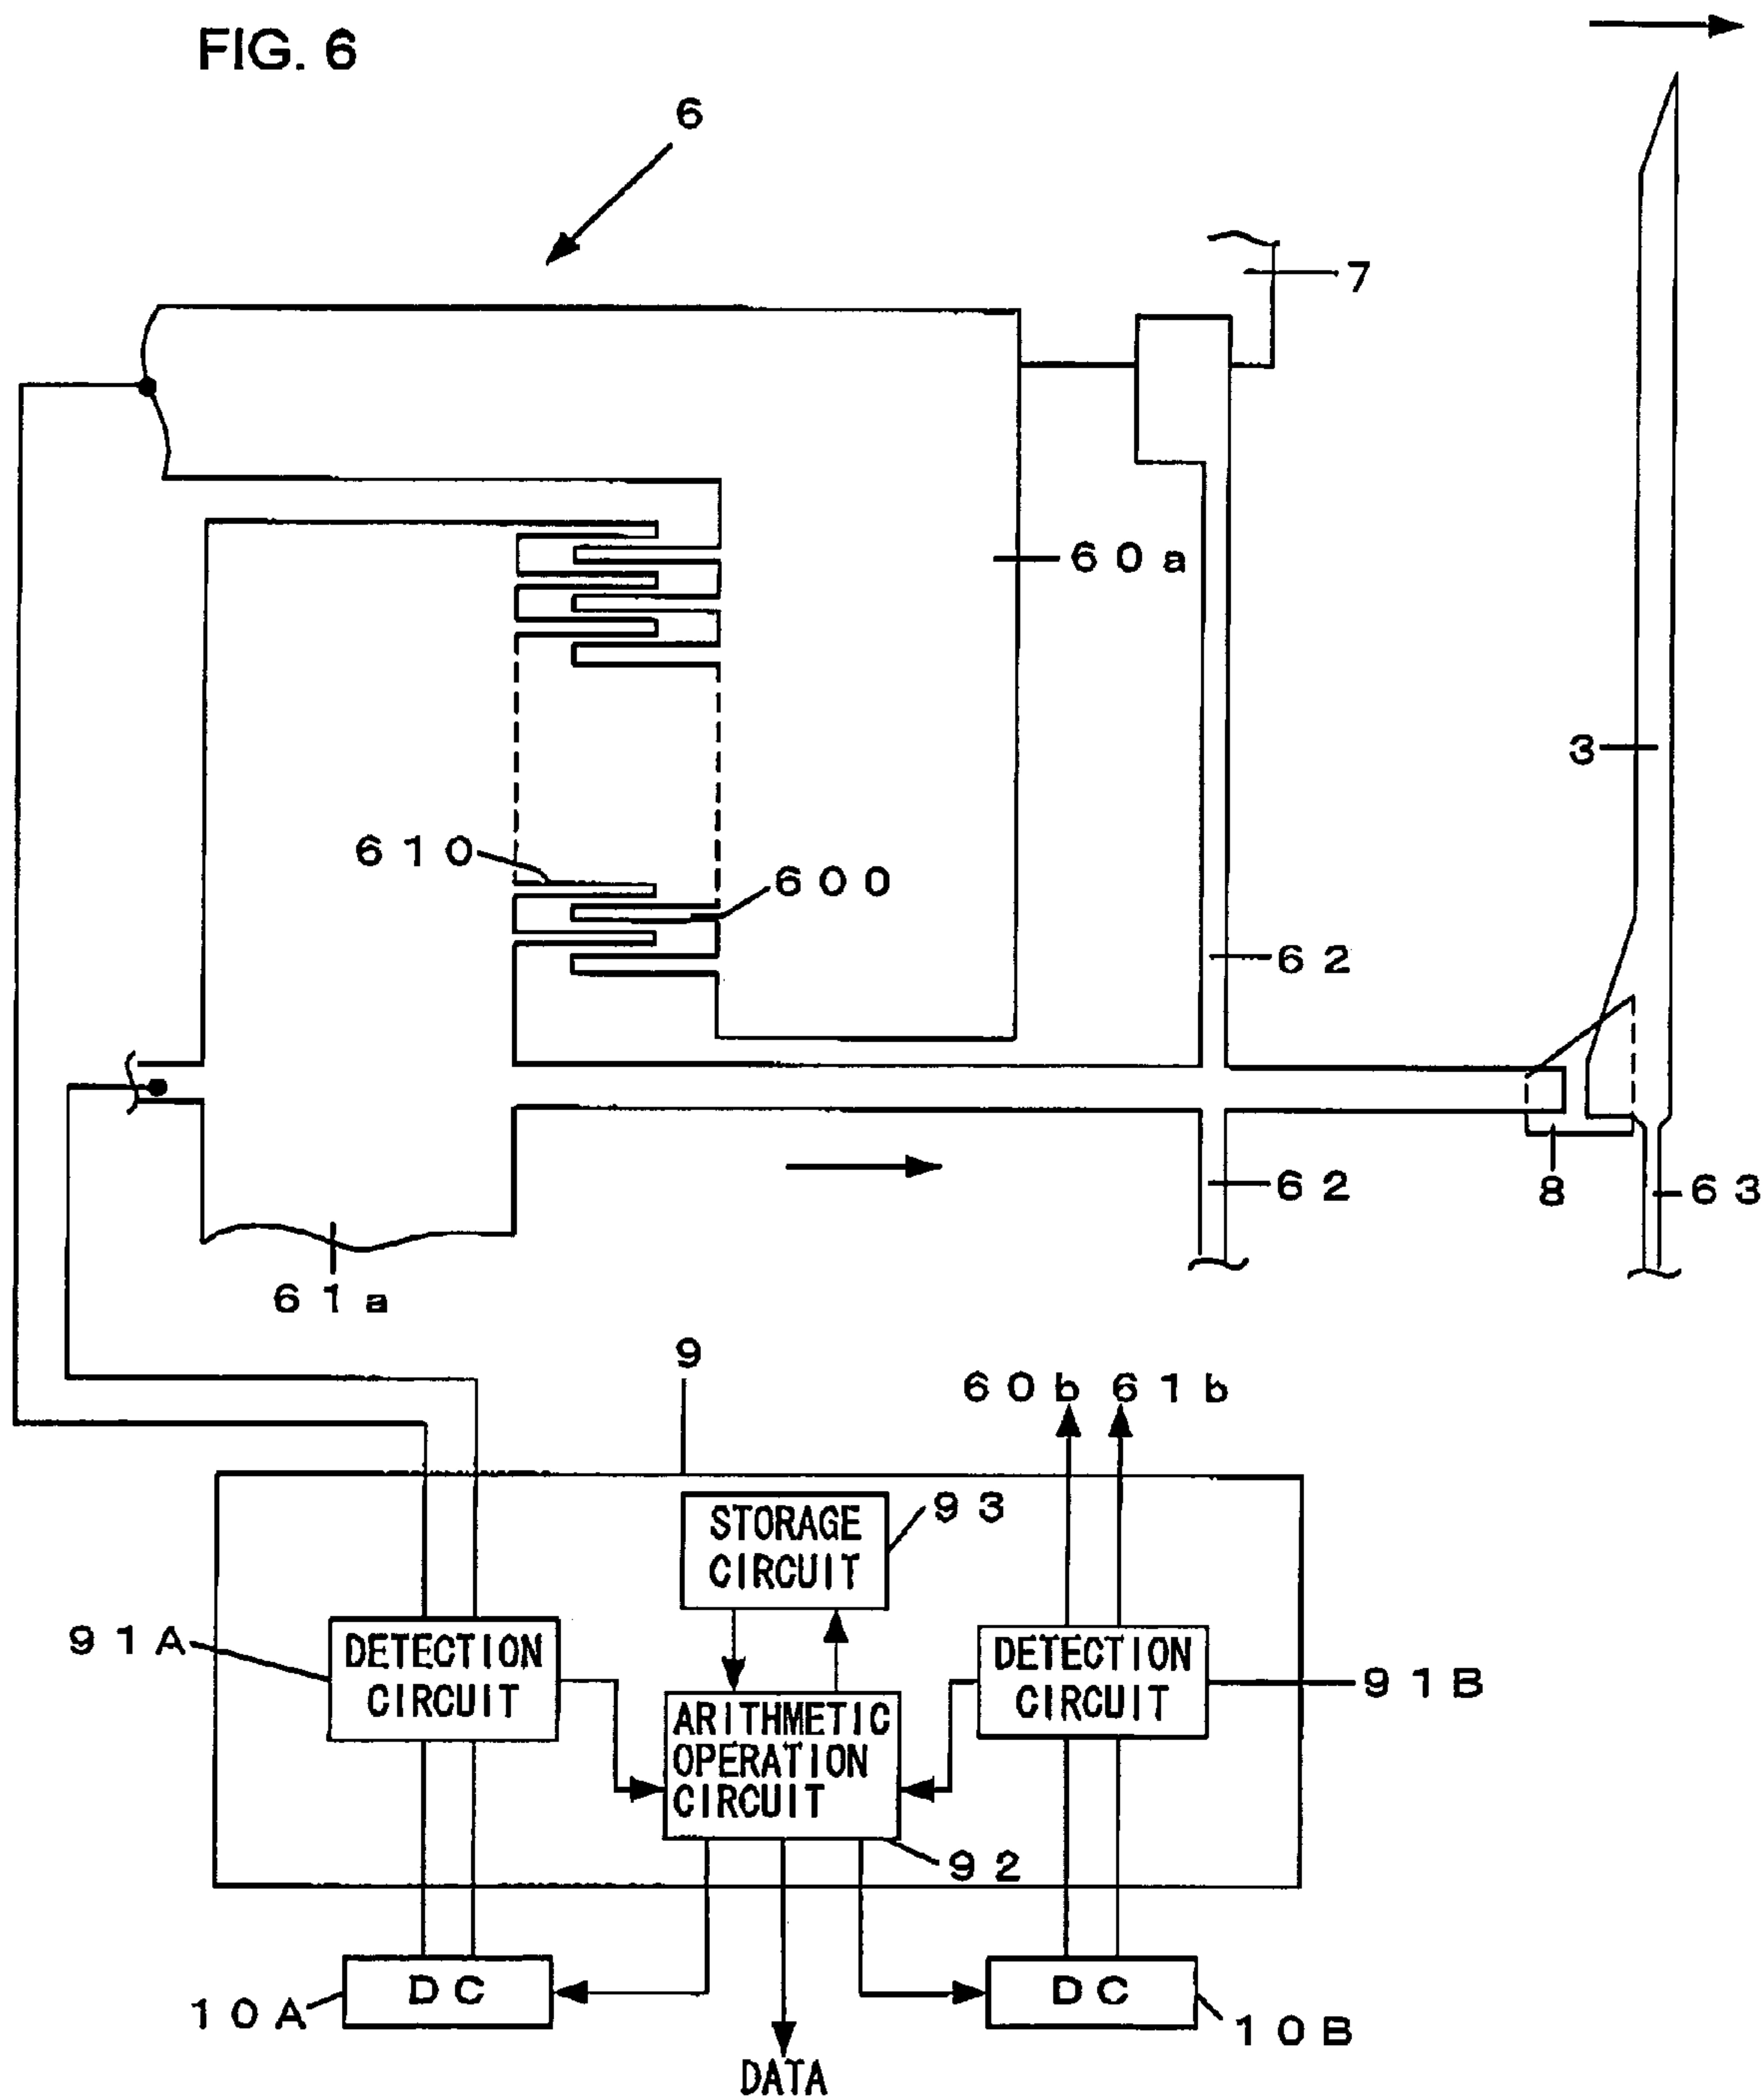 FIG. 6
6
7
60a
3
610
600
62
62
8
63
61a
9
60b 61b
STORAGE
CIRCUIT
93
91A
DETECTION
CIRCUIT
DETECTION
CIRCUIT
91B
ARITHMETIC
OPERATION
CIRCUIT
92
10A
DC
DC
10B
DATA